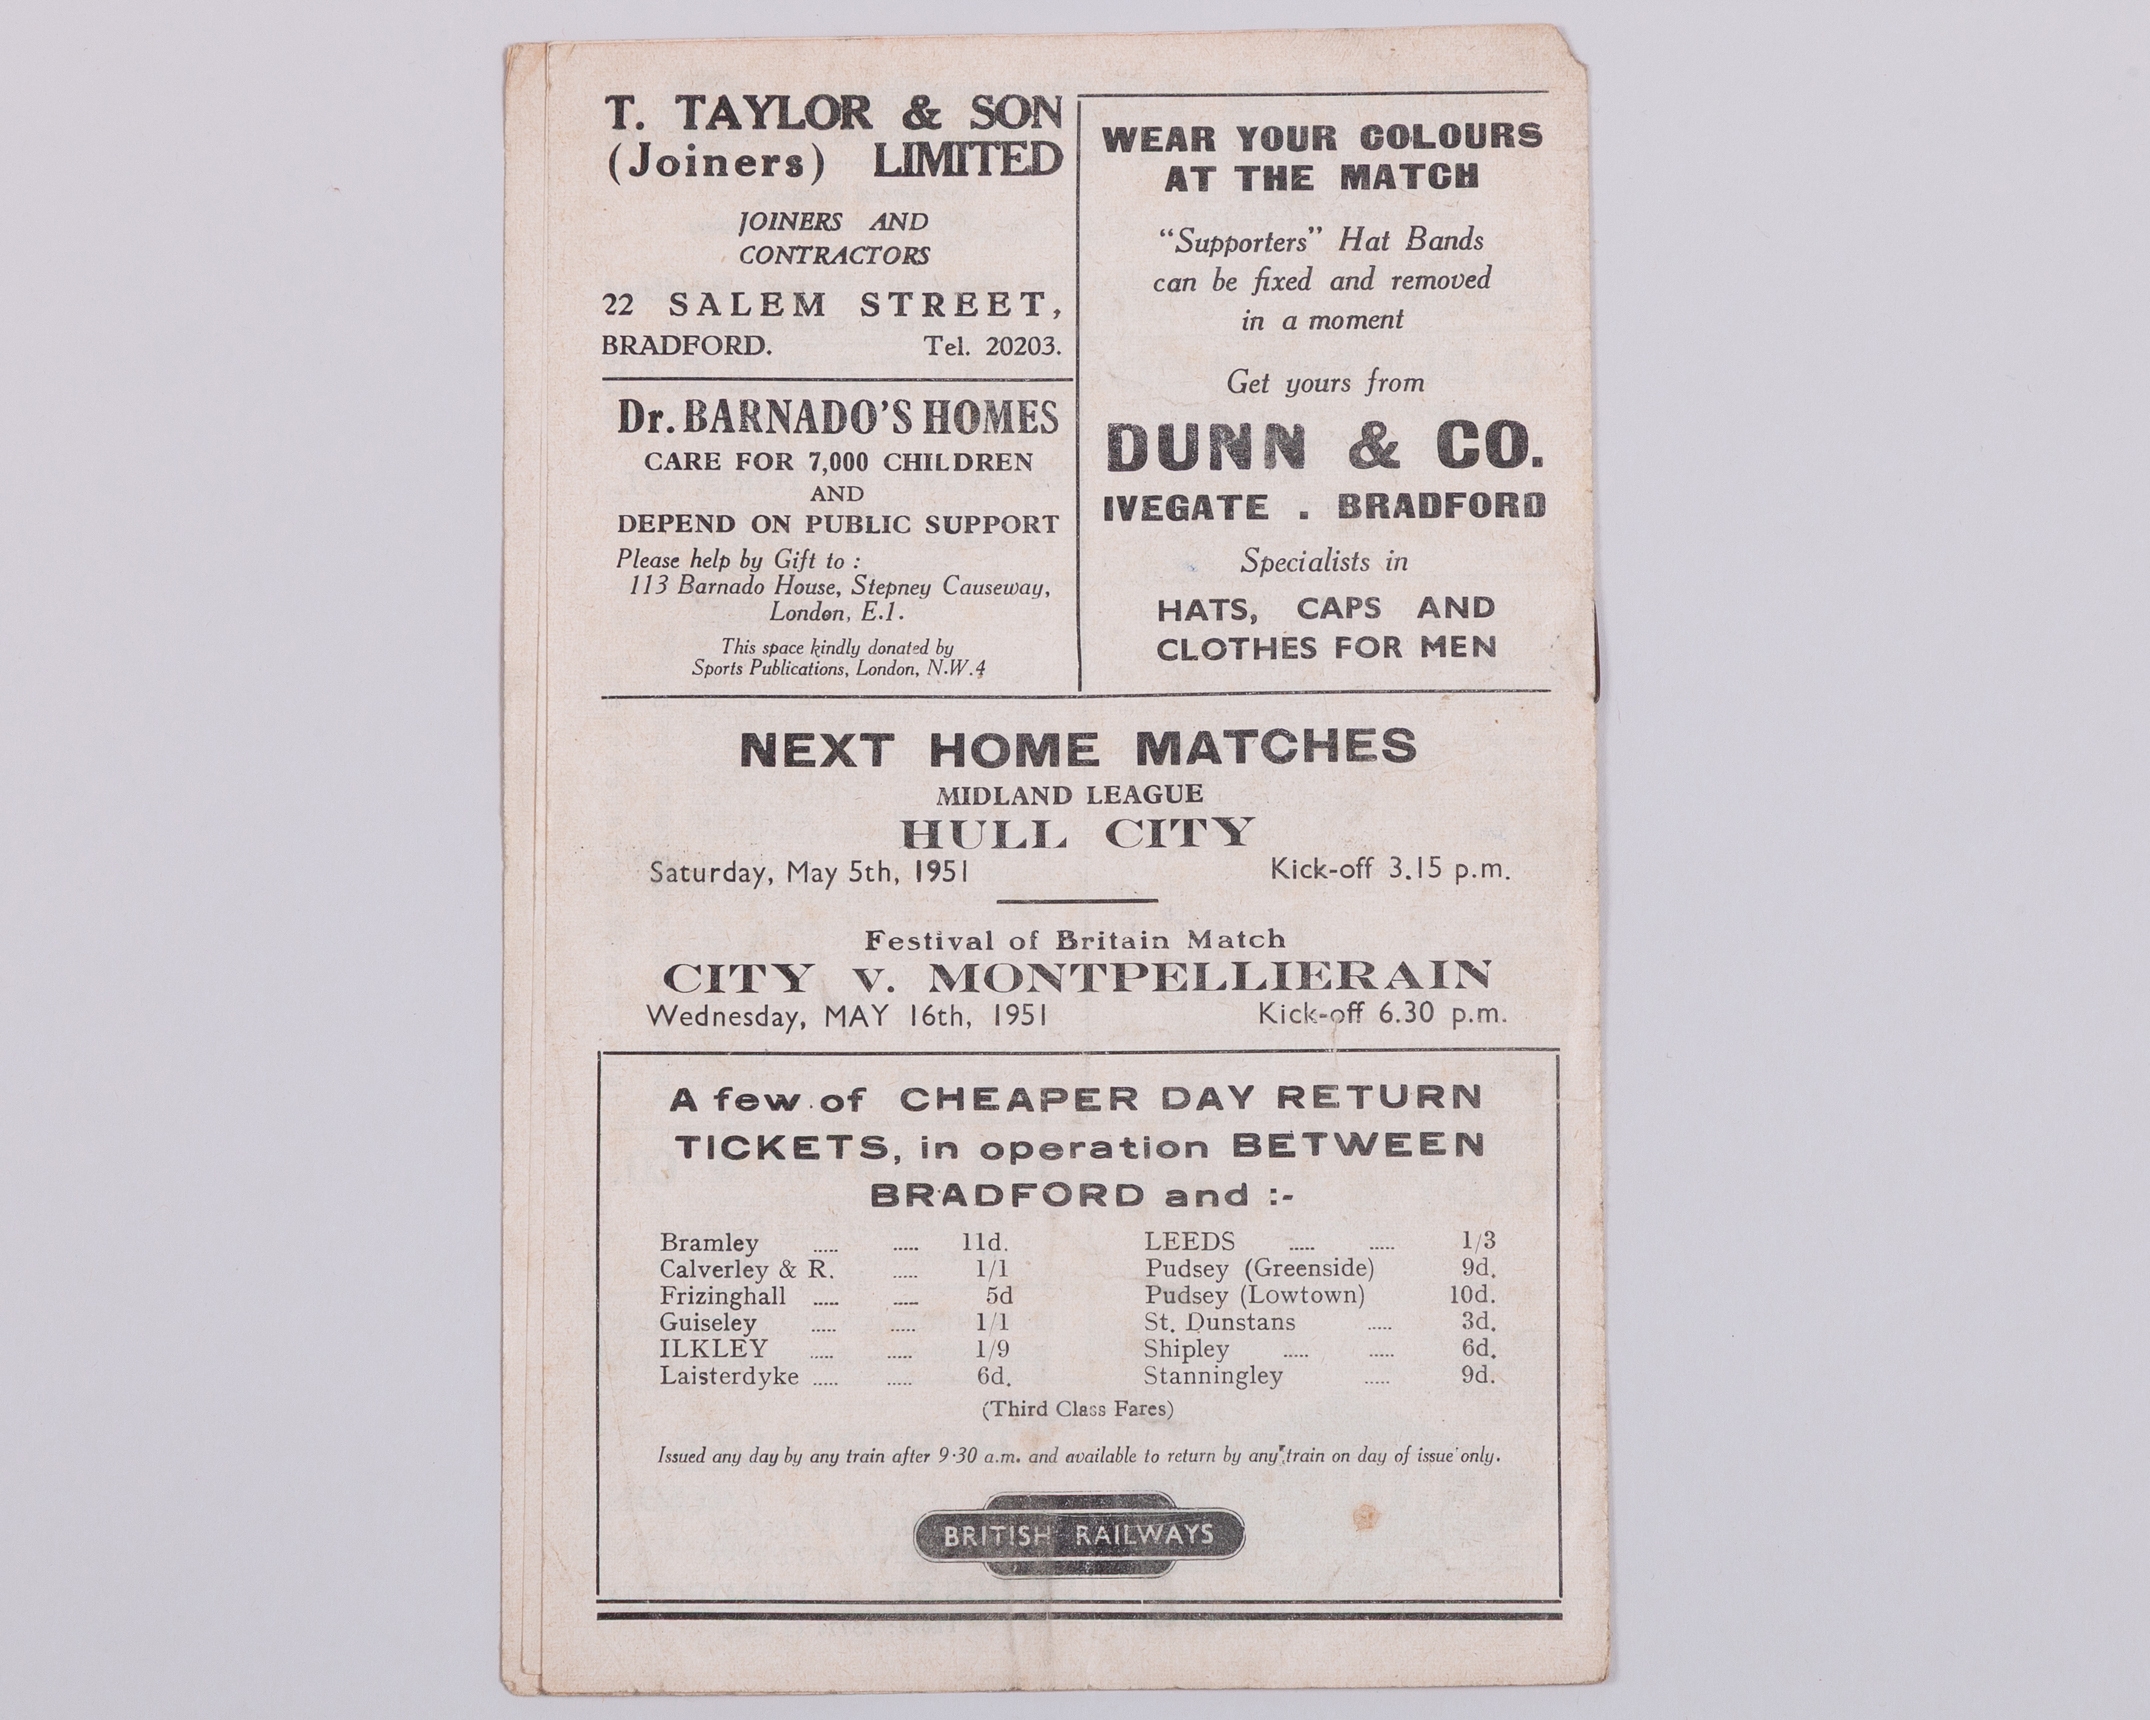 T. TAYLOR & SON
(Joiners) LIMITED
JOINERS AND
CONTRACTORS
22 SALEM STREET,
BRADFORD. Tel. 20203.
Dr. BARNADO'S HOMES
CARE FOR 7,000 CHILDREN
AND
DEPEND ON PUBLIC SUPPORT
Please help by Gift to :
113 Barnado House, Stepney Causeway,
London, E.1.
This space kindly donated by
Sports Publications, London, N.W.4
WEAR YOUR COLOURS
AT THE MATCH
"Supporters" Hat Bands
can be fixed and removed
in a moment
Get yours from
DUNN & CO.
IVEGATE . BRADFORD
Specialists in
HATS, CAPS AND
CLOTHES FOR MEN
NEXT HOME MATCHES
MIDLAND LEAGUE
HULL CITY
Saturday, May 5th, 1951 Kick-off 3.15 p.m.
Festival of Britain Match
CITY v. MONTPELLIERAIN
Wednesday, MAY 16th, 1951 Kick-off 6.30 p.m.
A few of CHEAPER DAY RETURN
TICKETS, in operation BETWEEN
BRADFORD and :-
Bramley ..... ..... 11d. LEEDS ..... ..... 1/3
Calverley & R. ..... 1/1 Pudsey (Greenside) 9d.
Frizinghall ..... ..... 5d Pudsey (Lowtown) 10d.
Guiseley ..... ..... 1/1 St. Dunstans ..... 3d.
ILKLEY ..... ..... 1/9 Shipley ..... ..... 6d.
Laisterdyke ..... ..... 6d. Stanningley ..... 9d.
(Third Class Fares)
Issued any day by any train after 9·30 a.m. and available to return by any train on day of issue only.
BRITISH RAILWAYS